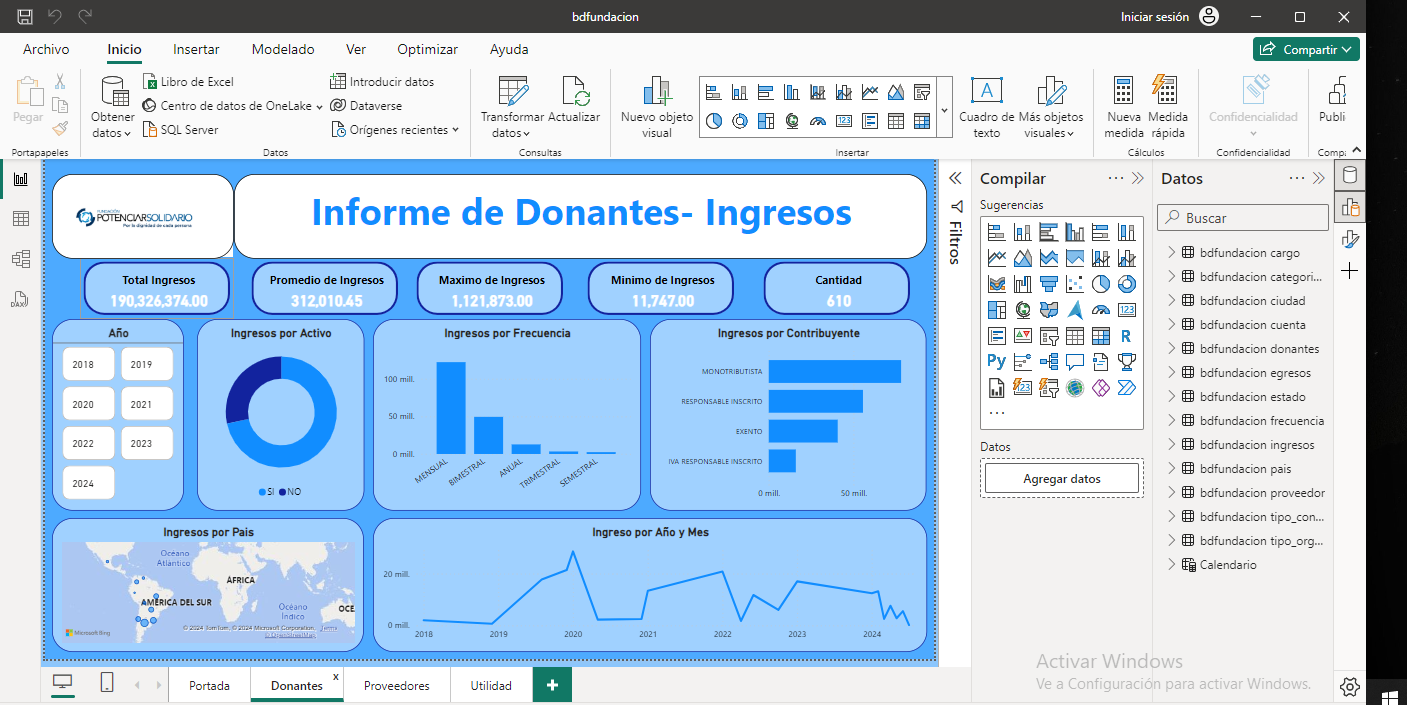 bdfundacion
Iniciar sesión
Archivo
Inicio
Insertar
Modelado
Ver
Optimizar
Ayuda
Compartir
Pegar
Portapapeles
Obtener
datos
Libro de Excel
Centro de datos de OneLake
SQL Server
Introducir datos
Dataverse
Orígenes recientes
Datos
Transformar
datos
Actualizar
Consultas
Nuevo objeto
visual
Cuadro de
texto
Más objetos
visuales
Insertar
Nueva
medida
Medida
rápida
Cálculos
Confidencialidad
Confidencialidad
Publi
Comp
FUNDACIÓN
POTENCIARSOLIDARIO
Por la dignidad de cada persona
Informe de Donantes- Ingresos
Total Ingresos
190,326,374.00
Promedio de Ingresos
312,010.45
Maximo de Ingresos
1,121,873.00
Minimo de Ingresos
11,747.00
Cantidad
610
Año
2018
2019
2020
2021
2022
2023
2024
Ingresos por Activo
SI
NO
Ingresos por Frecuencia
100 mill.
50 mill.
0 mill.
MENSUAL
BIMESTRAL
ANUAL
TRIMESTRAL
SEMESTRAL
Ingresos por Contribuyente
MONOTRIBUTISTA
RESPONSABLE INSCRITO
EXENTO
IVA RESPONSABLE INSCRITO
0 mill.
50 mill.
Ingresos por Pais
Océano
Atlántico
ÁFRICA
AMÉRICA DEL SUR
Océano
Índico
OCE
Microsoft Bing
© 2024 TomTom, © 2024 Microsoft Corporation, Terms
© OpenStreetMap
Ingreso por Año y Mes
20 mill.
0 mill.
2018
2019
2020
2021
2022
2023
2024
Filtros
Compilar
Sugerencias
123
R
Py
123
Datos
Agregar datos
Datos
Buscar
bdfundacion cargo
bdfundacion categori...
bdfundacion ciudad
bdfundacion cuenta
bdfundacion donantes
bdfundacion egresos
bdfundacion estado
bdfundacion frecuencia
bdfundacion ingresos
bdfundacion pais
bdfundacion proveedor
bdfundacion tipo_con...
bdfundacion tipo_org...
Calendario
DAX
Portada
Donantes
x
Proveedores
Utilidad
Activar Windows
Ve a Configuración para activar Windows.